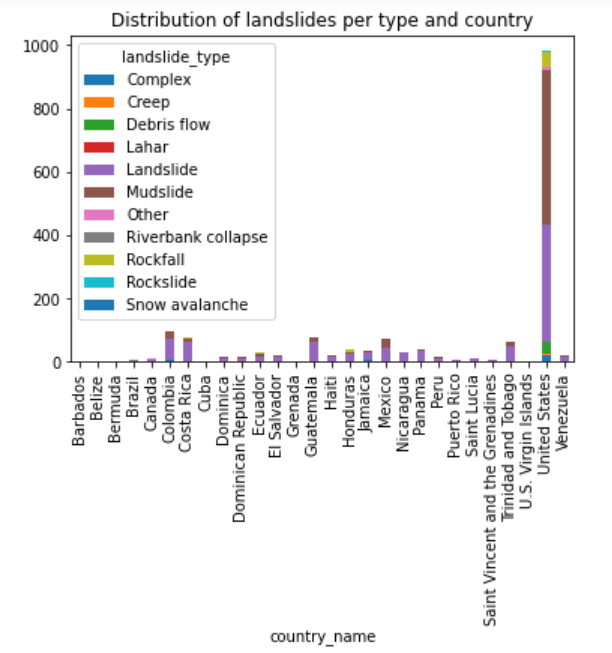 Distribution of landslides per type and country
1000
800
600
400
200
0
landslide_type
Complex
Creep
Debris flow
Lahar
Landslide
Mudslide
Other
Riverbank collapse
Rockfall
Rockslide
Snow avalanche
Barbados
Belize
Bermuda
Brazil
Canada
Colombia
Costa Rica
Cuba
Dominica
Dominican Republic
Ecuador
El Salvador
Grenada
Guatemala
Haiti
Honduras
Jamaica
Mexico
Nicaragua
Panama
Peru
Puerto Rico
Saint Lucia
Saint Vincent and the Grenadines
Trinidad and Tobago
U.S. Virgin Islands
United States
Venezuela
country_name